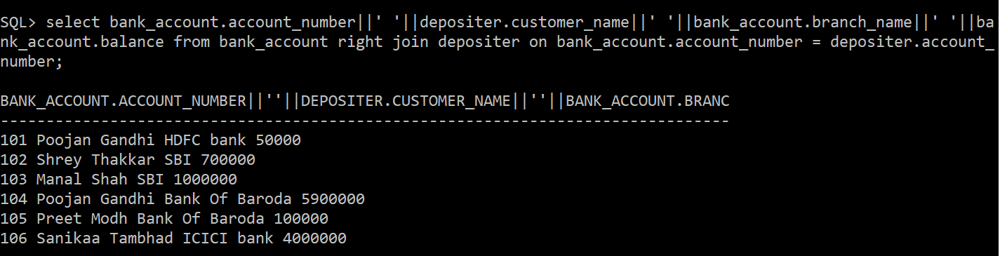 SQL> select bank_account.account_number||' '||depositer.customer_name||' '||bank_account.branch_name||' '||ba
nk_account.balance from bank_account right join depositer on bank_account.account_number = depositer.account_
number;
BANK_ACCOUNT.ACCOUNT_NUMBER||''||DEPOSITER.CUSTOMER_NAME||''||BANK_ACCOUNT.BRANC
--------------------------------------------------------------------------------
101 Poojan Gandhi HDFC bank 50000
102 Shrey Thakkar SBI 700000
103 Manal Shah SBI 1000000
104 Poojan Gandhi Bank Of Baroda 5900000
105 Preet Modh Bank Of Baroda 100000
106 Sanikaa Tambhad ICICI bank 4000000